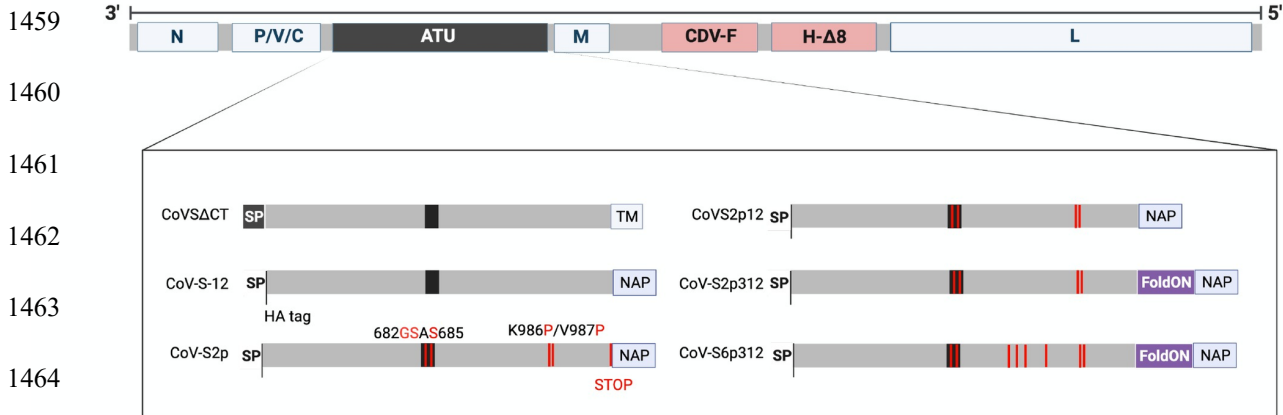 1459
3' 5'
N P/V/C ATU M CDV-F H-Δ8 L
1460
1461
CoVSΔCT SP TM CoVS2p12 SP NAP
1462
CoV-S-12 SP NAP CoV-S2p312 SP FoldON NAP
1463
HA tag
682GSAS685 K986P/V987P
CoV-S2p SP NAP CoV-S6p312 SP FoldON NAP
1464
STOP